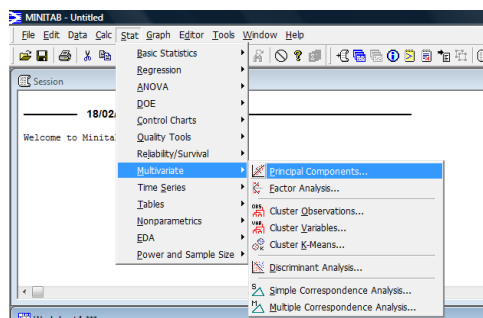 MINITAB - Untitled
File Edit Data Calc Stat Graph Editor Tools Window Help
Session
18/02/
Welcome to Minita
Basic Statistics
Regression
ANOVA
DOE
Control Charts
Quality Tools
Reliability/Survival
Multivariate
Time Series
Tables
Nonparametrics
EDA
Power and Sample Size
Principal Components...
Factor Analysis...
Cluster Observations...
Cluster Variables...
Cluster K-Means...
Discriminant Analysis...
Simple Correspondence Analysis...
Multiple Correspondence Analysis...